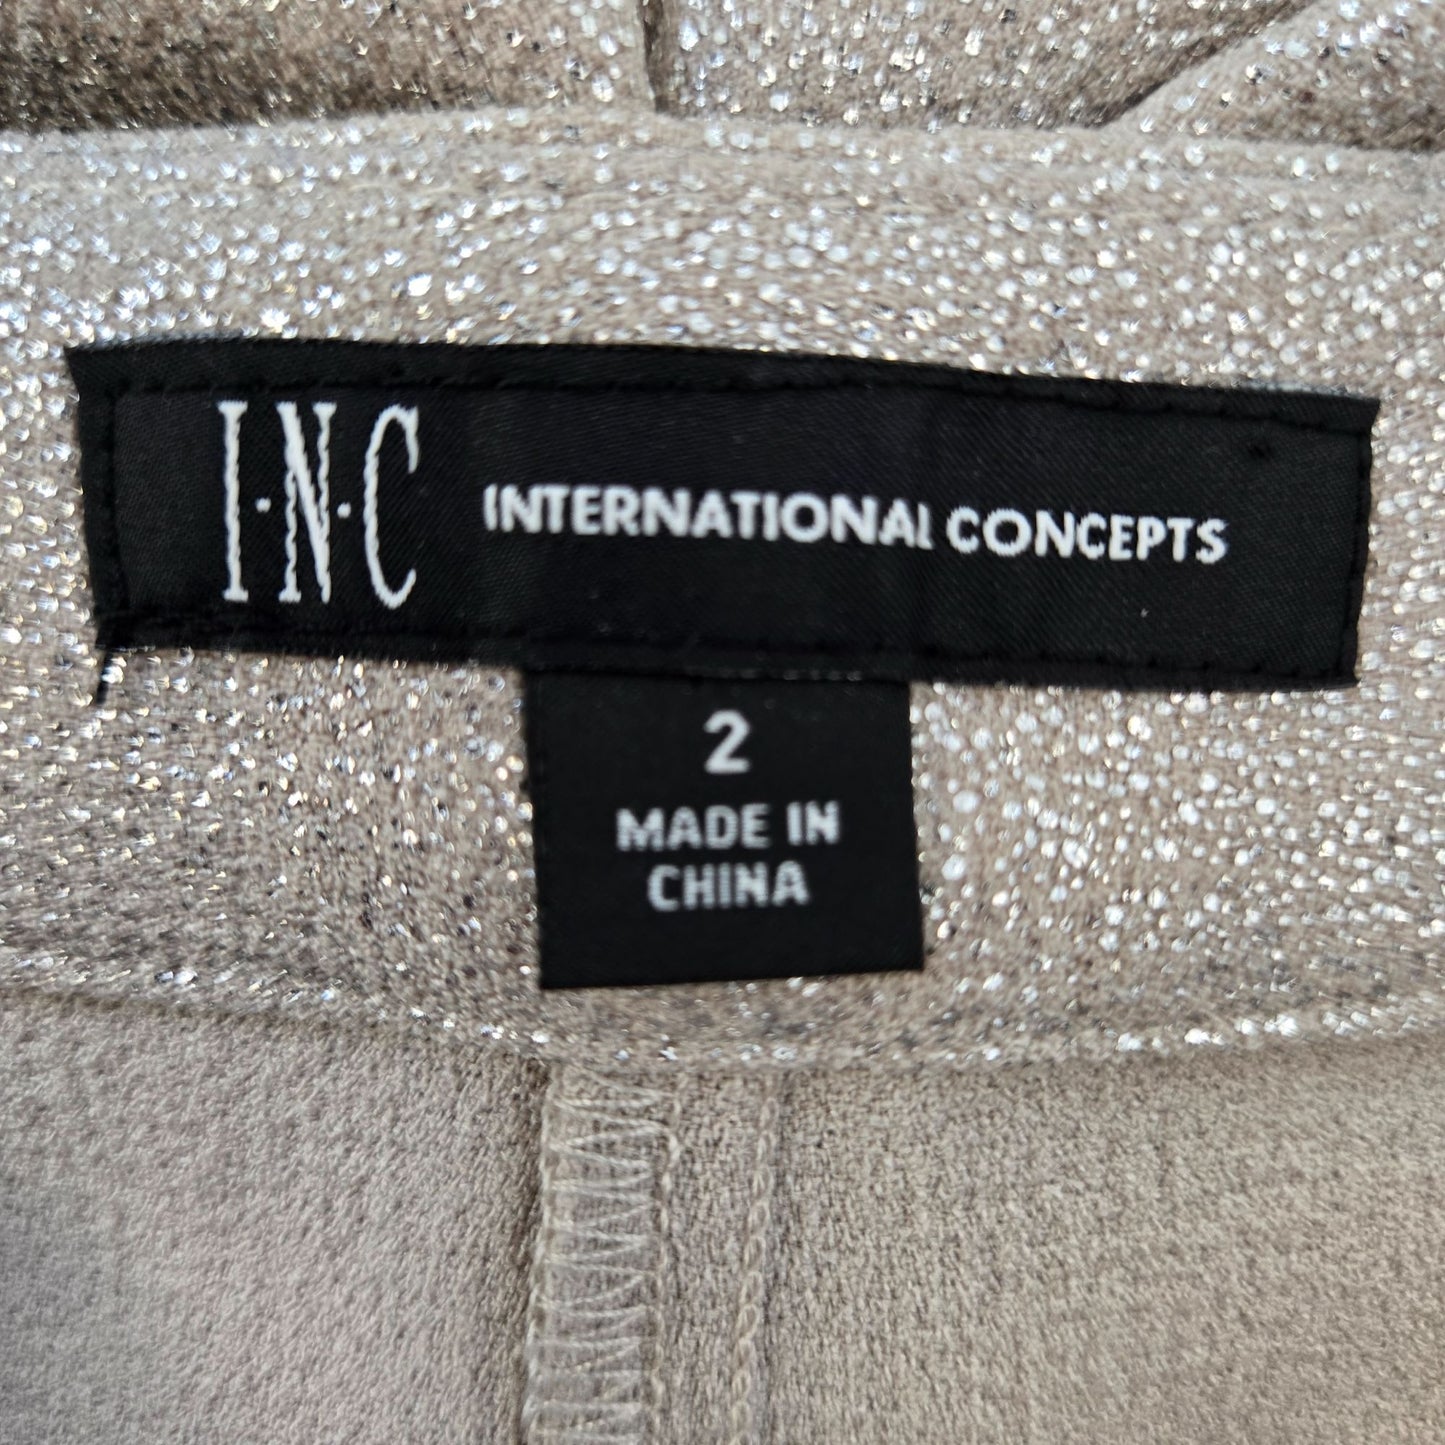 I·N·C INTERNATIONAL CONCEPTS
2
MADE IN
CHINA